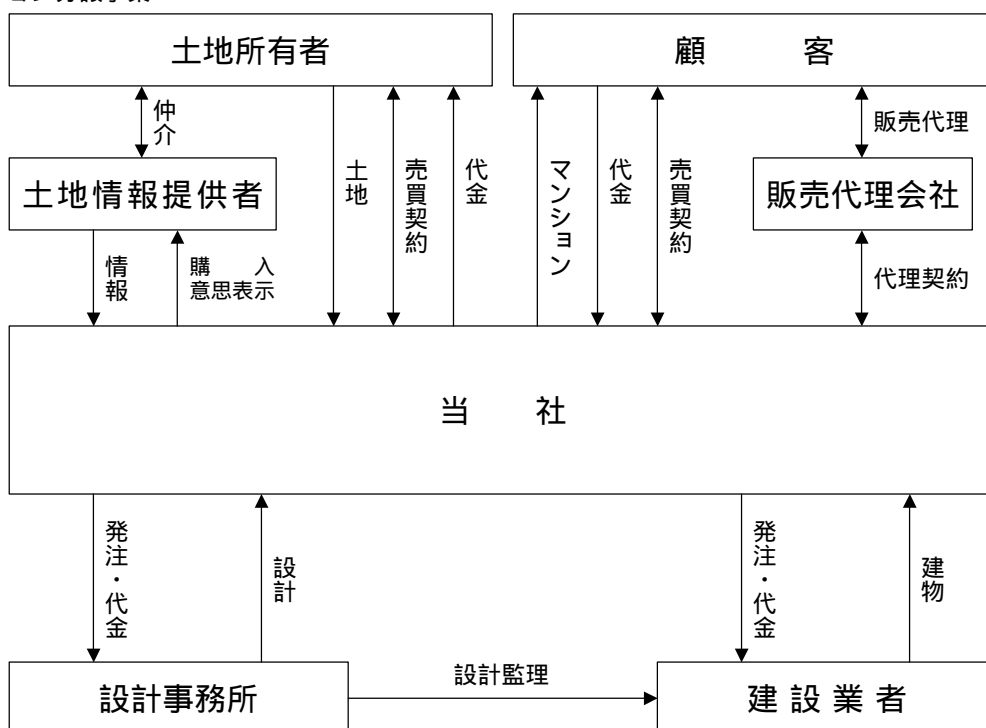 土地所有者
顧 客
仲介
土地
売買契約
代金
マンション
代金
売買契約
販売代理
土地情報提供者
販売代理会社
情報
購 入
意思表示
代理契約
当 社
発注・代金
設計
発注・代金
建物
設計事務所
設計監理
建設業者